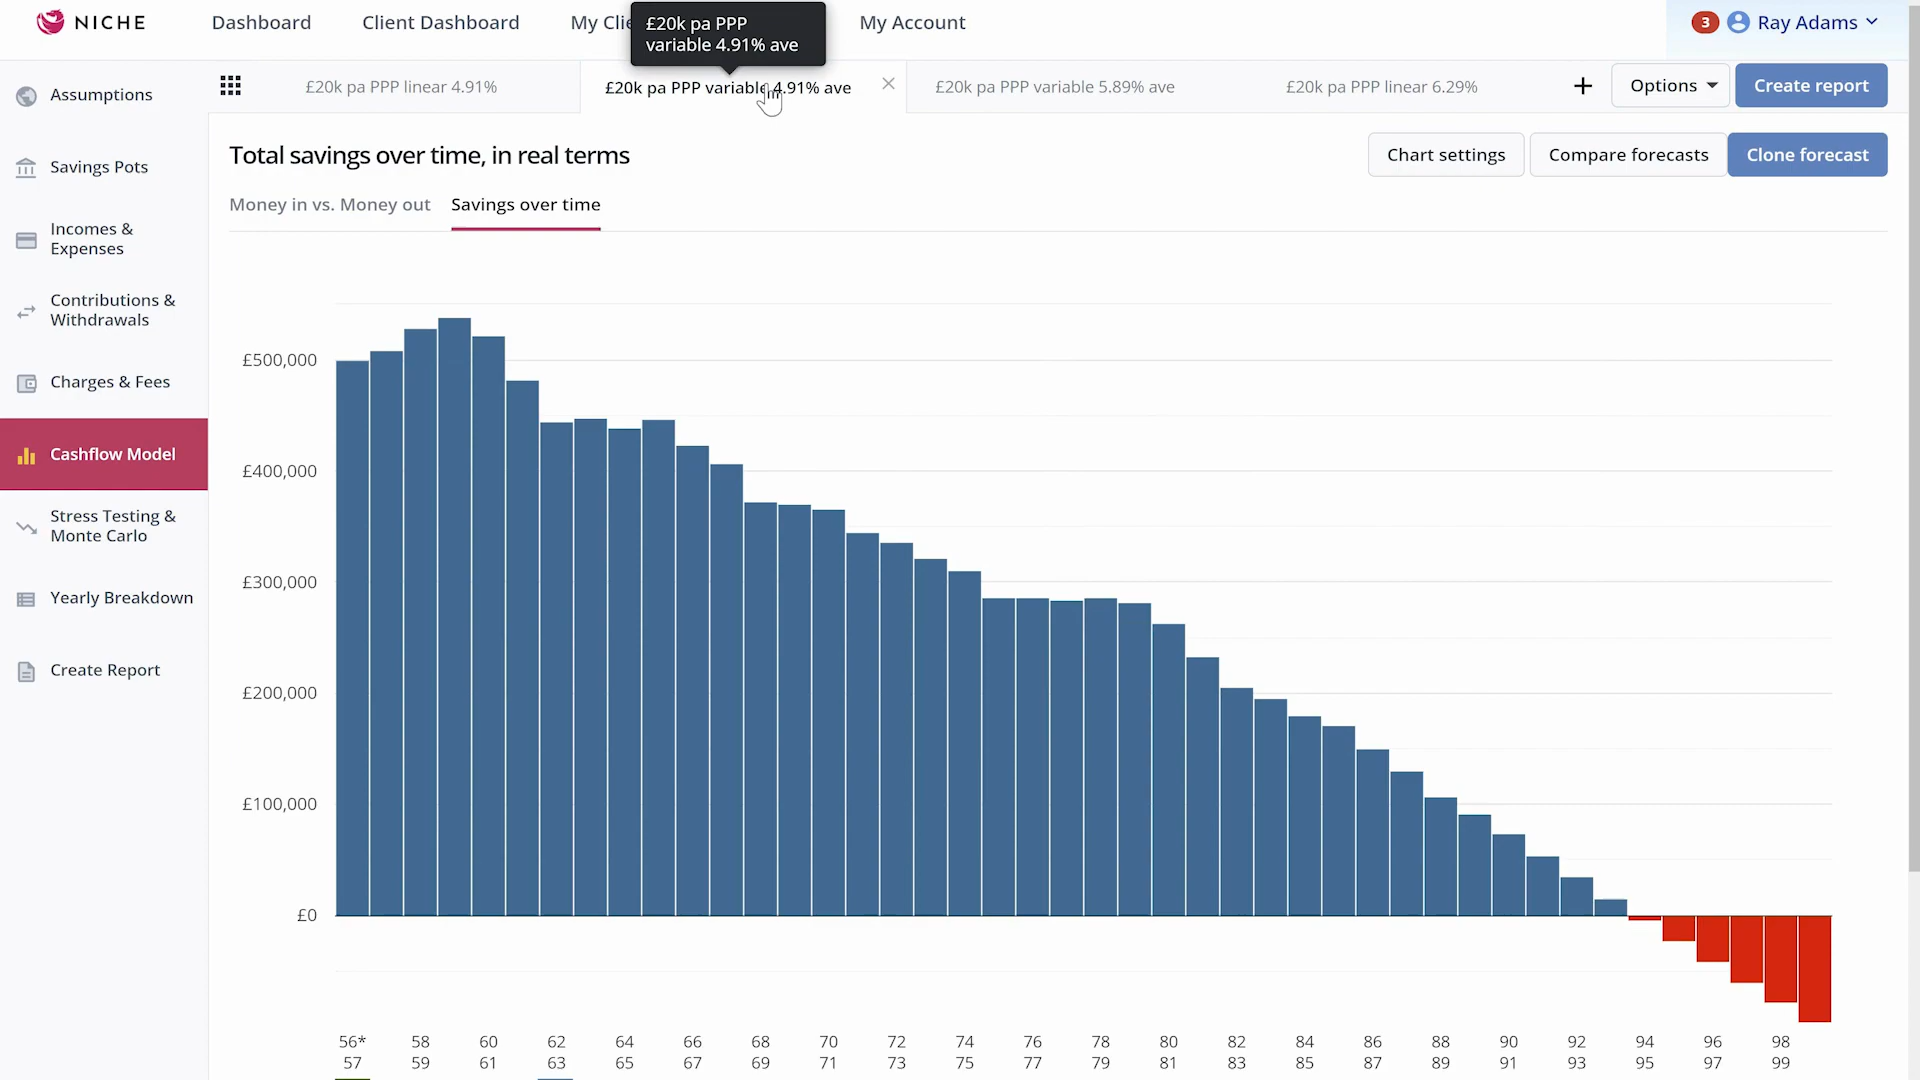 NICHE
Dashboard
Client Dashboard
My Clie
My Account
3
Ray Adams
£20k pa PPP
variable 4.91% ave
£20k pa PPP linear 4.91%
£20k pa PPP variable 4.91% ave
£20k pa PPP variable 5.89% ave
£20k pa PPP linear 6.29%
Options
Create report
Assumptions
Savings Pots
Incomes &
Expenses
Contributions &
Withdrawals
Charges & Fees
Cashflow Model
Stress Testing &
Monte Carlo
Yearly Breakdown
Create Report
Total savings over time, in real terms
Chart settings
Compare forecasts
Clone forecast
Money in vs. Money out
Savings over time
£500,000
£400,000
£300,000
£200,000
£100,000
£0
56* 58 60 62 64 66 68 70 72 74 76 78 80 82 84 86 88 90 92 94 96 98
57 59 61 63 65 67 69 71 73 75 77 79 81 83 85 87 89 91 93 95 97 99